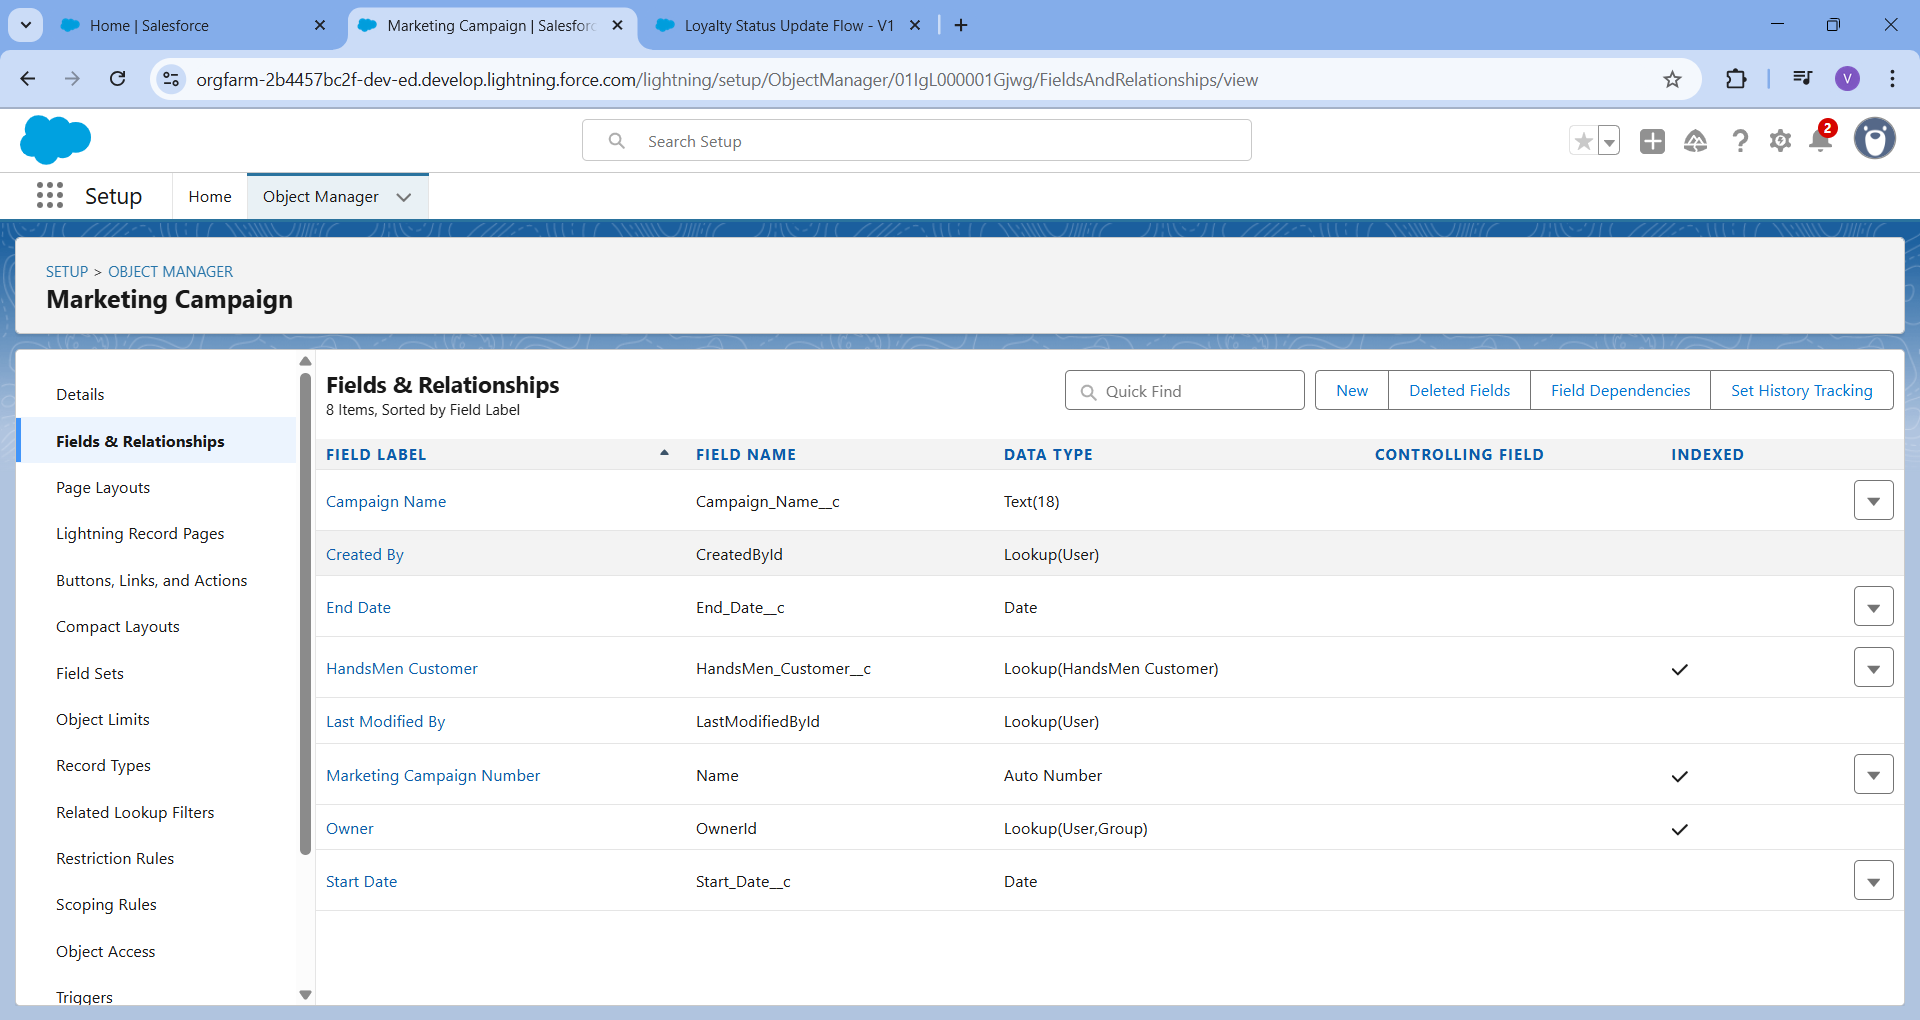 Home | Salesforce
Marketing Campaign | Salesforc
Loyalty Status Update Flow - V1
orgfarm-2b4457bc2f-dev-ed.develop.lightning.force.com/lightning/setup/ObjectManager/01IgL000001Gjwg/FieldsAndRelationships/view
V
Search Setup
2
Setup
Home
Object Manager
SETUP > OBJECT MANAGER
Marketing Campaign
Details
Fields & Relationships
Page Layouts
Lightning Record Pages
Buttons, Links, and Actions
Compact Layouts
Field Sets
Object Limits
Record Types
Related Lookup Filters
Restriction Rules
Scoping Rules
Object Access
Triggers
Fields & Relationships
8 Items, Sorted by Field Label
Quick Find
New
Deleted Fields
Field Dependencies
Set History Tracking
FIELD LABEL FIELD NAME DATA TYPE CONTROLLING FIELD INDEXED
Campaign Name Campaign_Name__c Text(18)
Created By CreatedById Lookup(User)
End Date End_Date__c Date
HandsMen Customer HandsMen_Customer__c Lookup(HandsMen Customer)
Last Modified By LastModifiedById Lookup(User)
Marketing Campaign Number Name Auto Number
Owner OwnerId Lookup(User,Group)
Start Date Start_Date__c Date